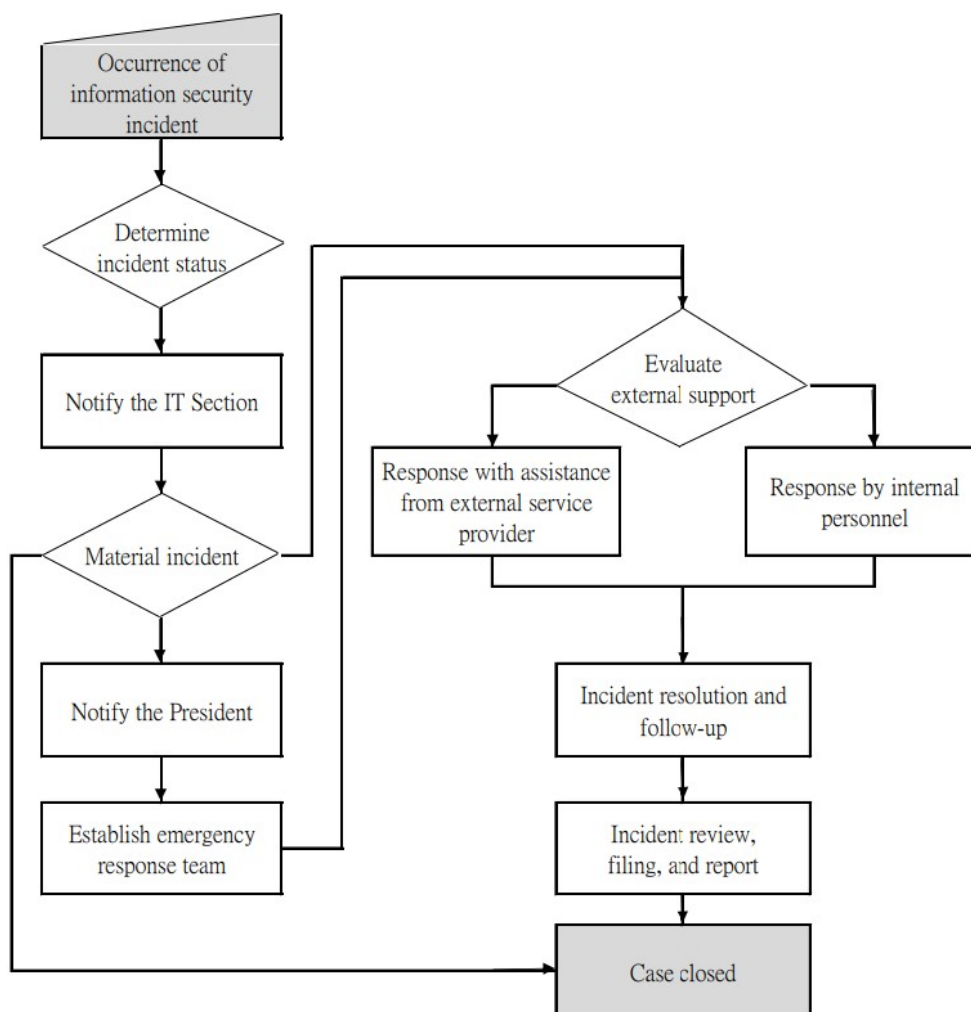 Occurrence of
information security
incident
Determine
incident status
Notify the IT Section
Material incident
Notify the President
Establish emergency
response team
Evaluate
external support
Response with assistance
from external service
provider
Response by internal
personnel
Incident resolution and
follow-up
Incident review,
filing, and report
Case closed